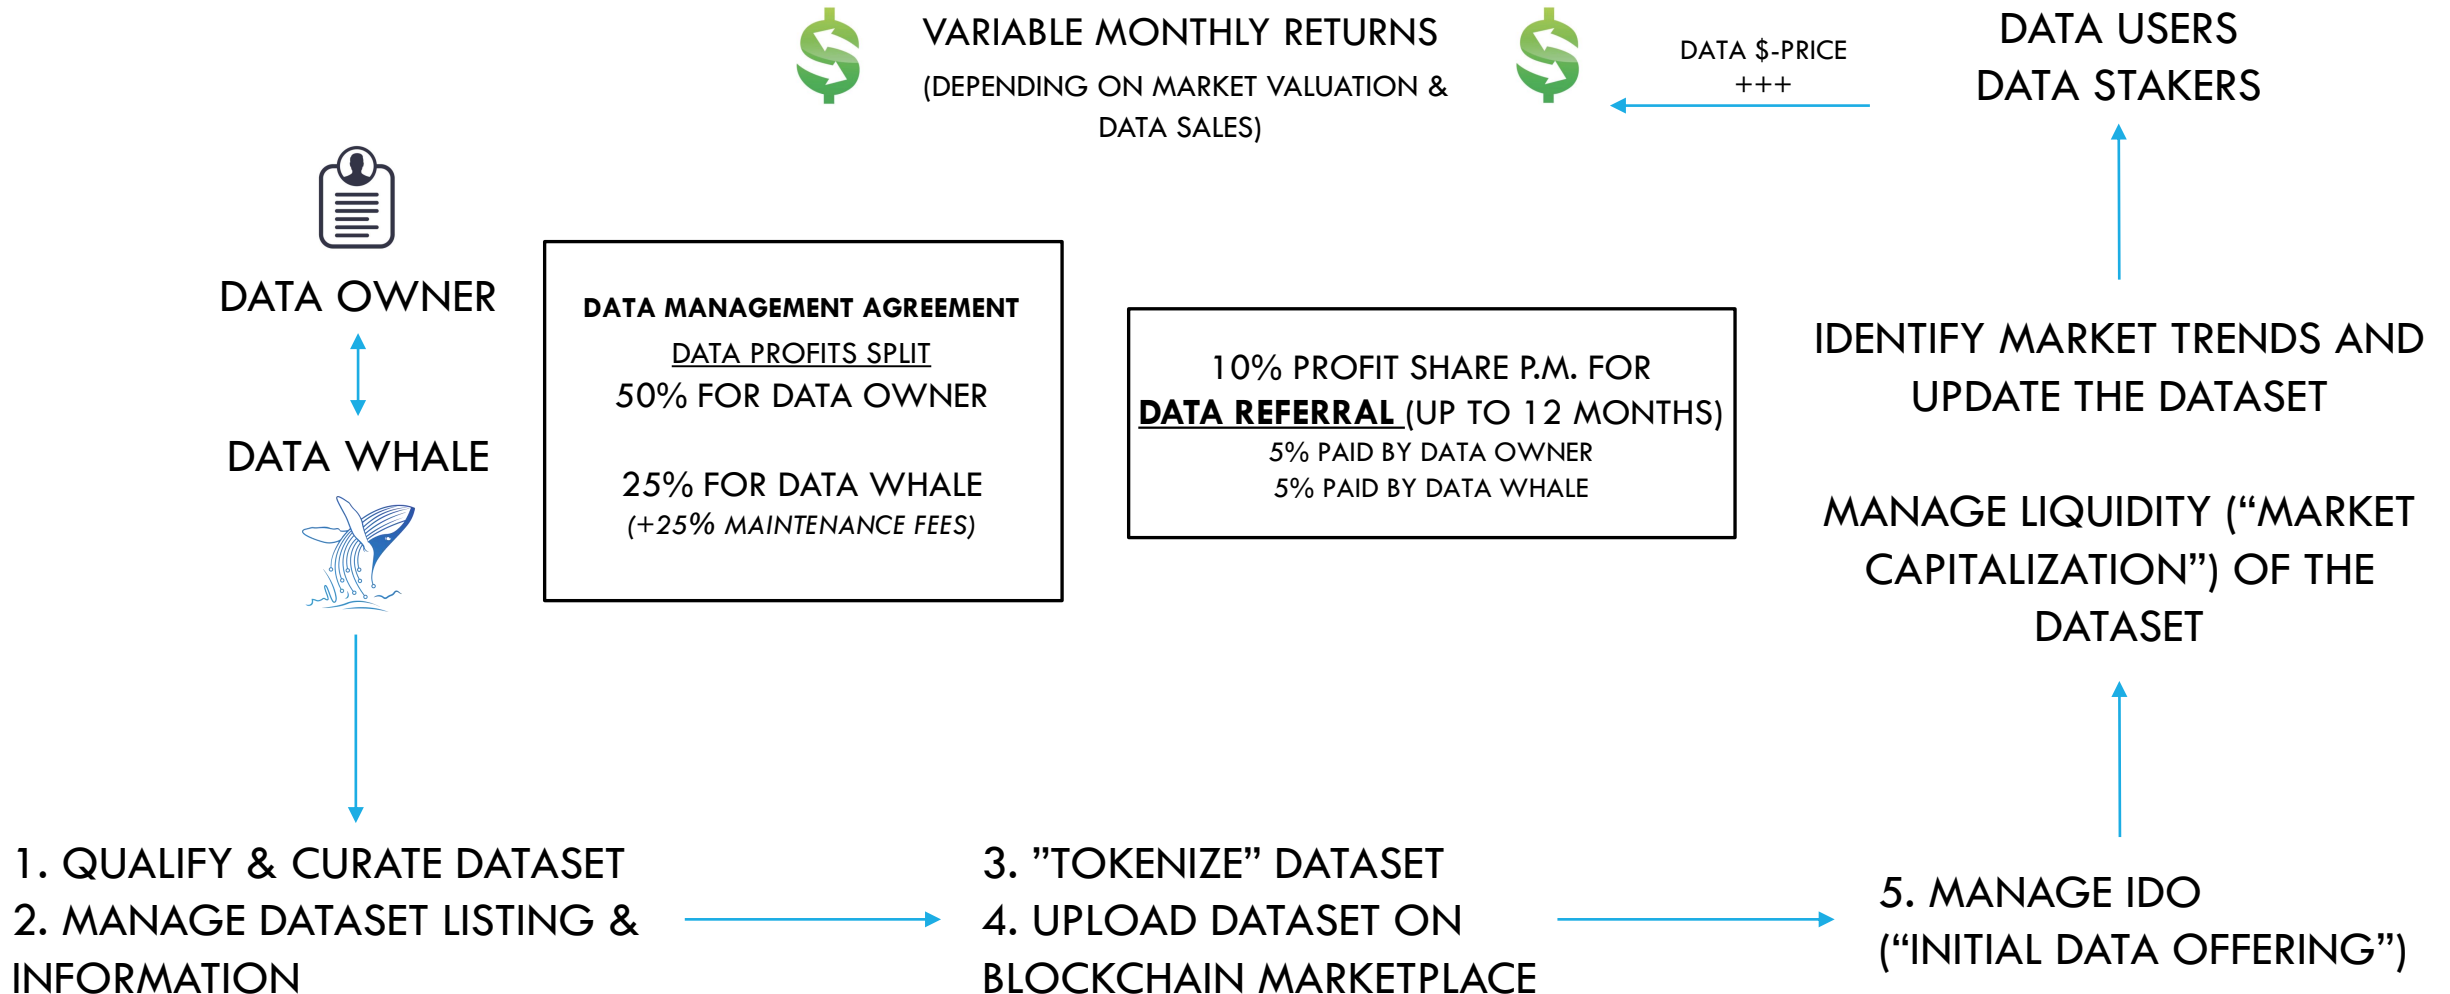 VARIABLE MONTHLY RETURNS
(DEPENDING ON MARKET VALUATION &
DATA SALES)
DATA $-PRICE
+++
DATA USERS
DATA STAKERS
DATA OWNER
DATA WHALE
DATA MANAGEMENT AGREEMENT
DATA PROFITS SPLIT
50% FOR DATA OWNER
25% FOR DATA WHALE
(+25% MAINTENANCE FEES)
10% PROFIT SHARE P.M. FOR
DATA REFERRAL (UP TO 12 MONTHS)
5% PAID BY DATA OWNER
5% PAID BY DATA WHALE
IDENTIFY MARKET TRENDS AND
UPDATE THE DATASET
MANAGE LIQUIDITY (“MARKET
CAPITALIZATION”) OF THE
DATASET
1. QUALIFY & CURATE DATASET
2. MANAGE DATASET LISTING &
INFORMATION
3. ”TOKENIZE” DATASET
4. UPLOAD DATASET ON
BLOCKCHAIN MARKETPLACE
5. MANAGE IDO
(“INITIAL DATA OFFERING”)